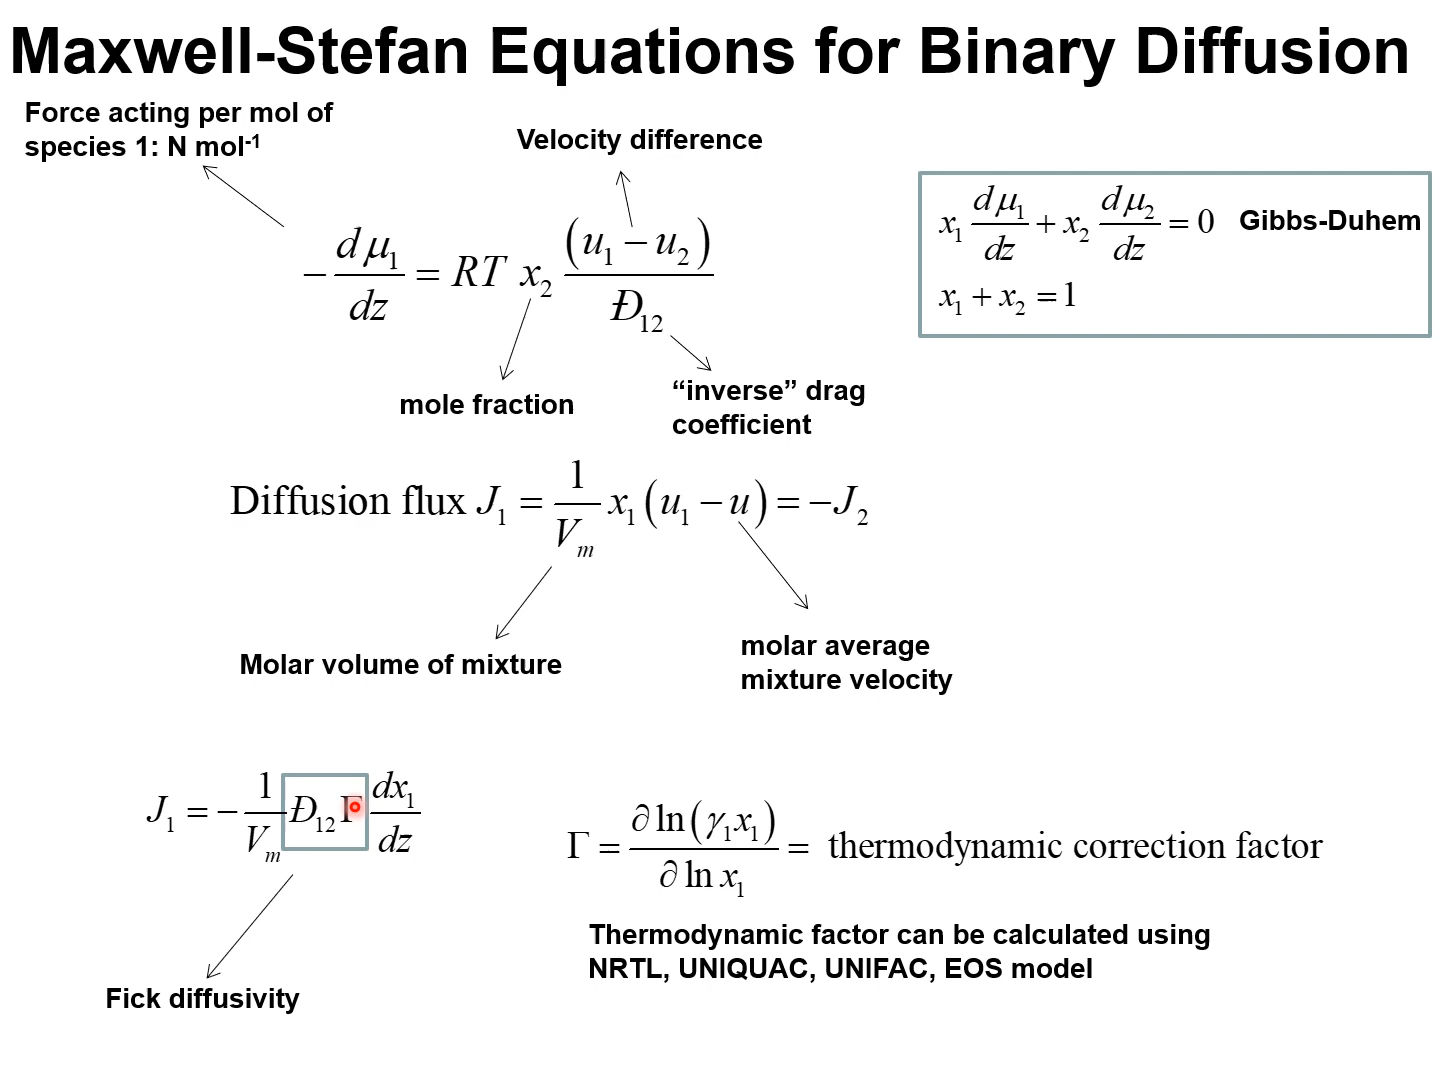 Maxwell-Stefan Equations for Binary Diffusion
Force acting per mol of
species 1: N mol⁻¹
Velocity difference
−dμ₁/dz = RT x₂ (u₁ − u₂)/Đ₁₂
x₁ dμ₁/dz + x₂ dμ₂/dz = 0 Gibbs-Duhem
x₁ + x₂ = 1
mole fraction
“inverse” drag
coefficient
Diffusion flux J₁ = 1/Vₘ x₁(u₁ − u) = −J₂
Molar volume of mixture
molar average
mixture velocity
J₁ = −1/Vₘ Đ₁₂ Γ dx₁/dz
Γ = ∂ ln(γ₁x₁)/∂ ln x₁ = thermodynamic correction factor
Thermodynamic factor can be calculated using
NRTL, UNIQUAC, UNIFAC, EOS model
Fick diffusivity